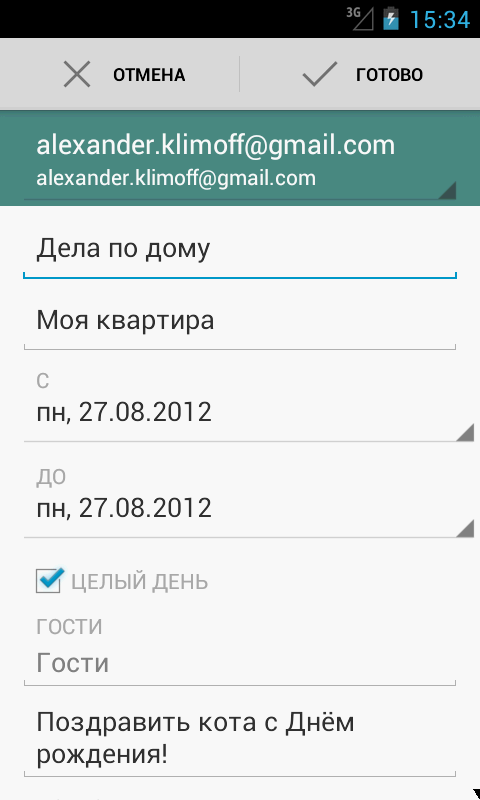 3G 15:34
ОТМЕНА ГОТОВО
alexander.klimoff@gmail.com
alexander.klimoff@gmail.com
Дела по дому
Моя квартира
С
пн, 27.08.2012
ДО
пн, 27.08.2012
ЦЕЛЫЙ ДЕНЬ
ГОСТИ
Гости
Поздравить кота с Днём
рождения!